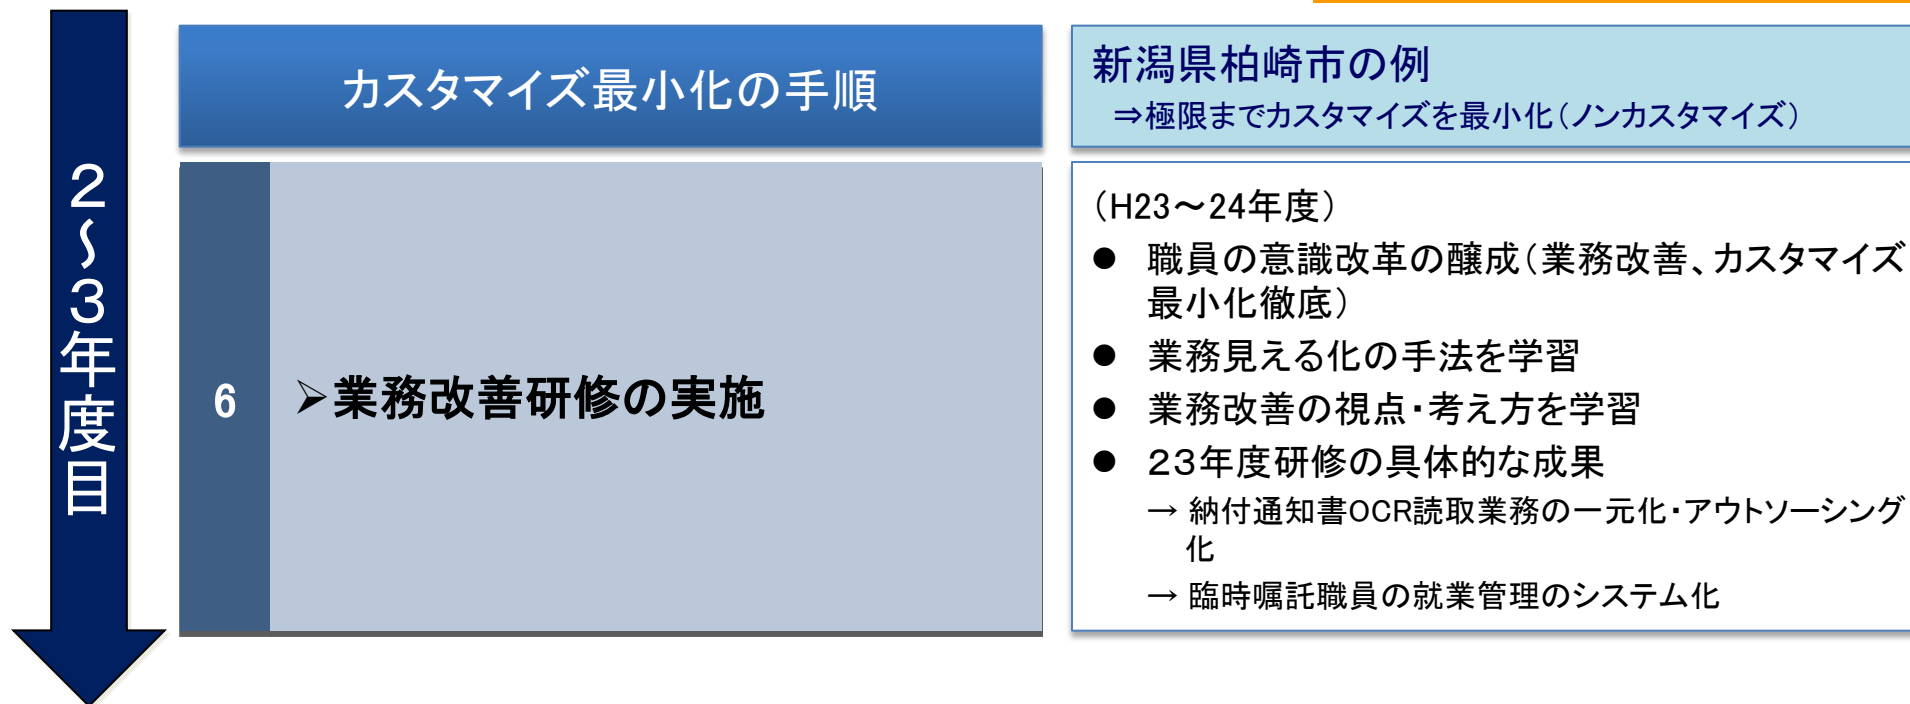 2～3年度目
カスタマイズ最小化の手順
新潟県柏崎市の例
⇒極限までカスタマイズを最小化（ノンカスタマイズ）
6
➢業務改善研修の実施
（H23～24年度）
● 職員の意識改革の醸成（業務改善、カスタマイズ
最小化徹底）
● 業務見える化の手法を学習
● 業務改善の視点・考え方を学習
● ２３年度研修の具体的な成果
→ 納付通知書OCR読取業務の一元化・アウトソーシング
化
→ 臨時嘱託職員の就業管理のシステム化